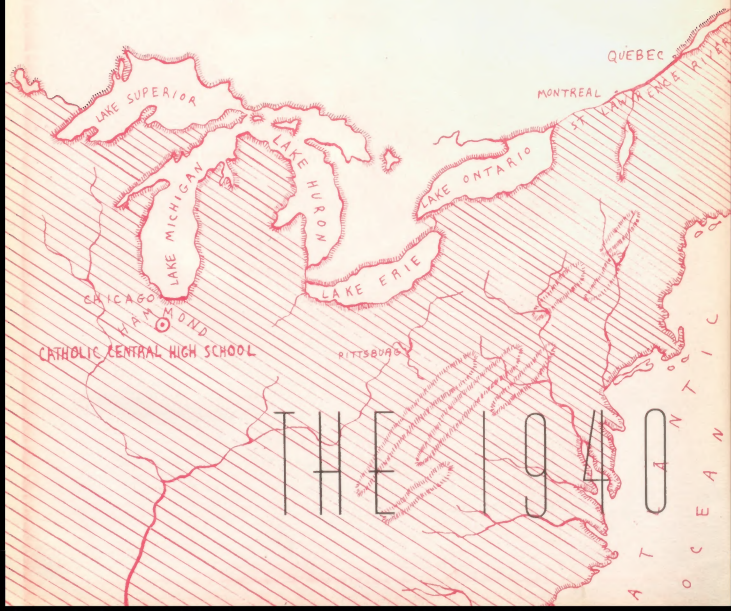 QUEBEC
ST. LAWRENCE RIVER
MONTREAL
LAKE SUPERIOR
LAKE HURON
LAKE ONTARIO
LAKE MICHIGAN
LAKE ERIE
CHICAGO
HAMMOND
CATHOLIC CENTRAL HIGH SCHOOL
PITTSBURG
THE 1940
ATLANTIC
OCEAN